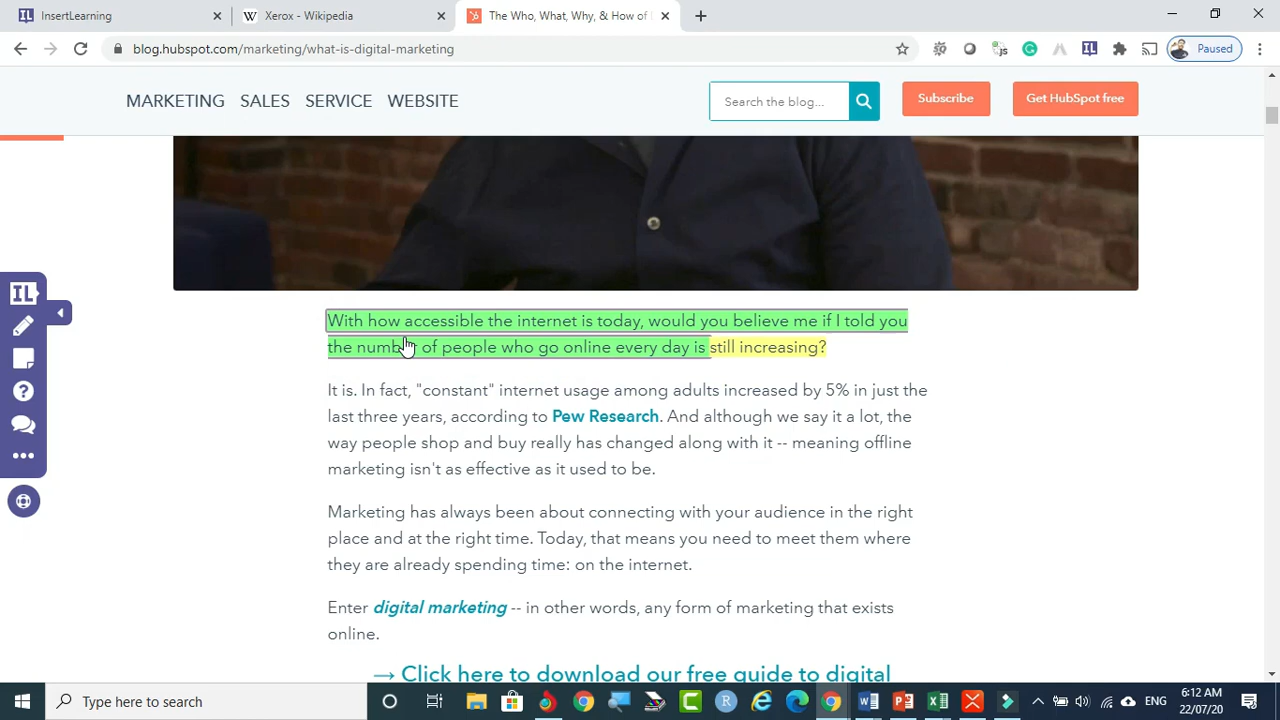 InsertLearning
Xerox - Wikipedia
The Who, What, Why, & How of
blog.hubspot.com/marketing/what-is-digital-marketing
Paused
MARKETING SALES SERVICE WEBSITE
Search the blog...
Subscribe
Get HubSpot free
With how accessible the internet is today, would you believe me if I told you
the number of people who go online every day is still increasing?
It is. In fact, "constant" internet usage among adults increased by 5% in just the
last three years, according to Pew Research. And although we say it a lot, the
way people shop and buy really has changed along with it -- meaning offline
marketing isn't as effective as it used to be.
Marketing has always been about connecting with your audience in the right
place and at the right time. Today, that means you need to meet them where
they are already spending time: on the internet.
Enter digital marketing -- in other words, any form of marketing that exists
online.
→ Click here to download our free guide to digital
IL
Type here to search
ENG
6:12 AM
22/07/20